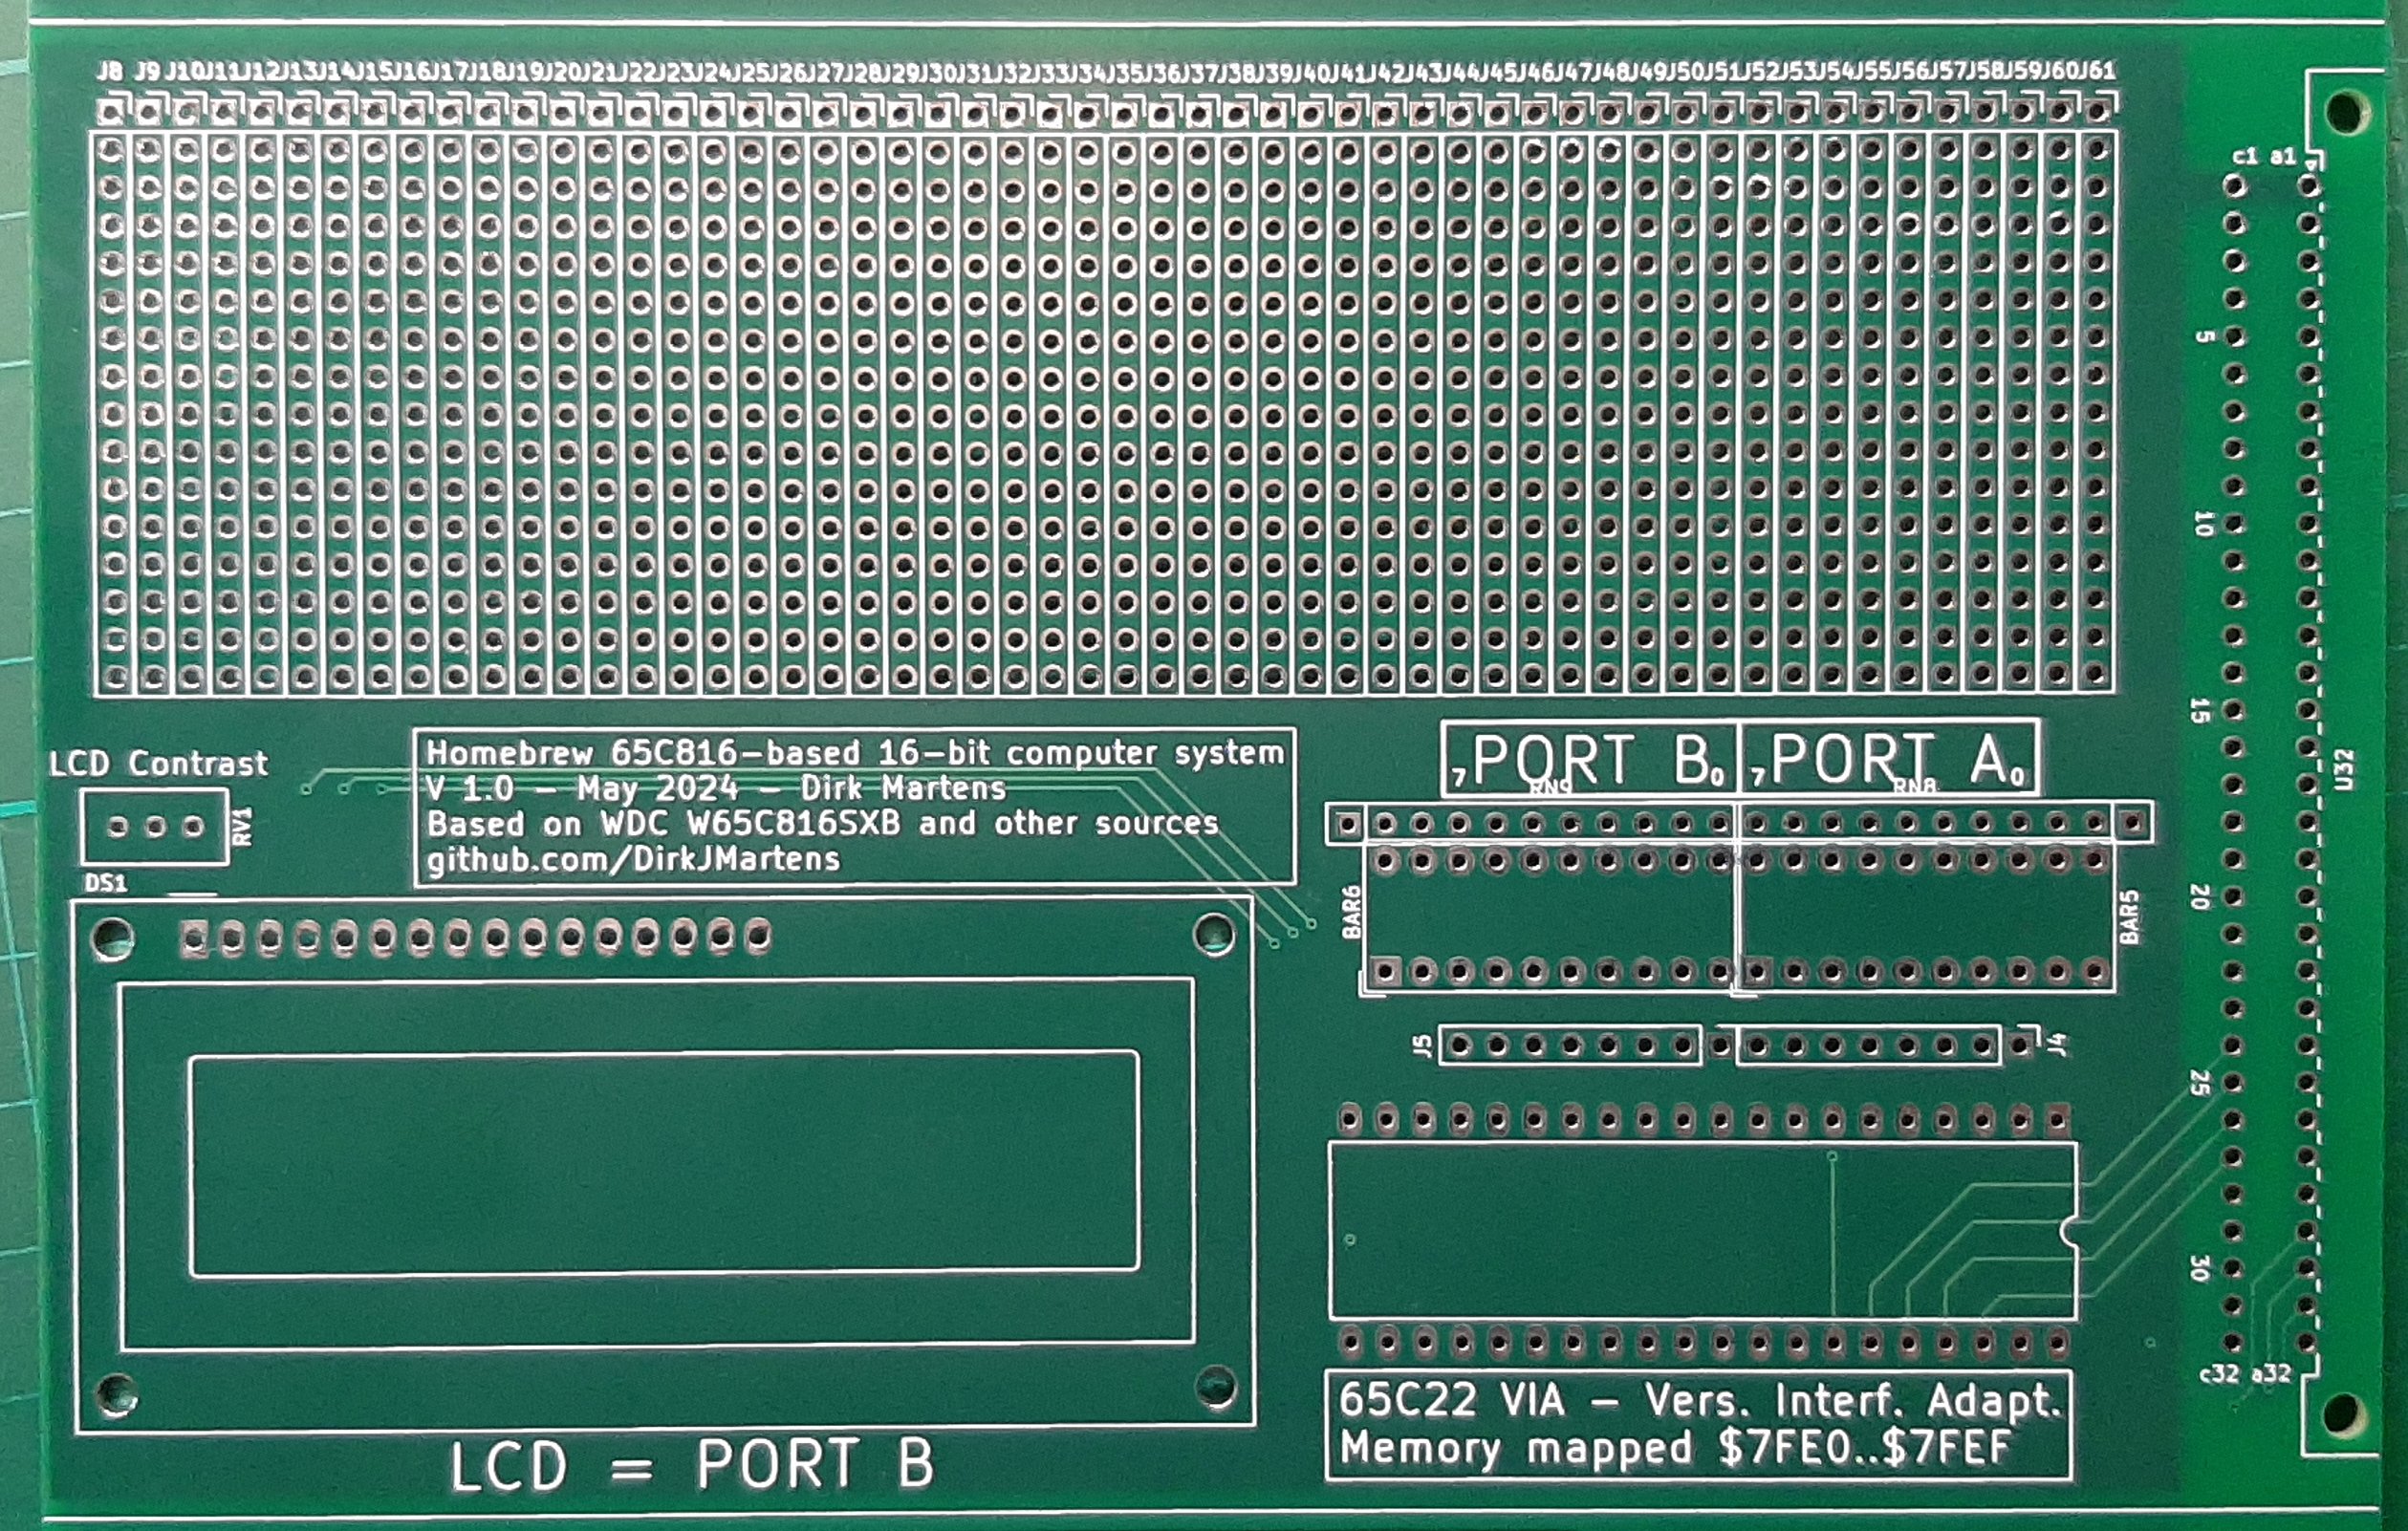 J8 J9 J10 J11 J12 J13 J14 J15 J16 J17 J18 J19 J20 J21 J22 J23 J24 J25 J26 J27 J28 J29 J30 J31 J32 J33 J34 J35 J36 J37 J38 J39 J40 J41 J42 J43 J44 J45 J46 J47 J48 J49 J50 J51 J52 J53 J54 J55 J56 J57 J58 J59 J60 J61
c1 a1
5
10
15
20
25
30
c32 a32
U32
LCD Contrast
RV1
DS1
Homebrew 65C816-based 16-bit computer system
V 1.0 - May 2024 - Dirk Martens
Based on WDC W65C816SXB and other sources
github.com/DirkJMartens
7 PORT B 0
7 PORT A 0
RN9
RN8
BAR6
BAR5
J5
J4
65C22 VIA - Vers. Interf. Adapt.
Memory mapped $7FE0..$7FEF
LCD = PORT B